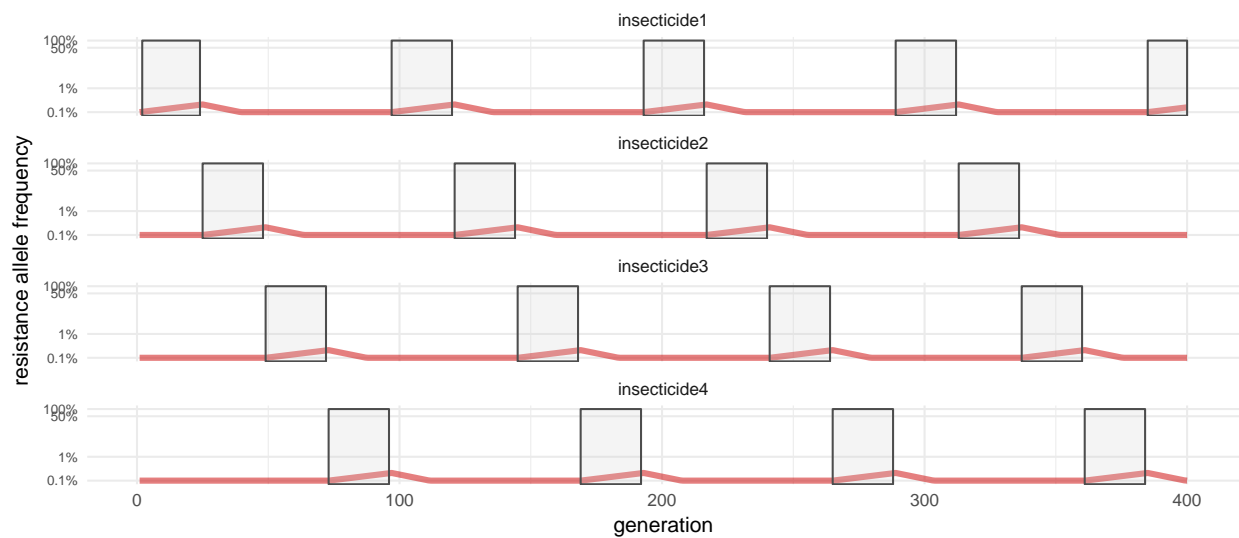 insecticide1
100%
50%
1%
0.1%
insecticide2
100%
50%
1%
0.1%
insecticide3
100%
50%
1%
0.1%
insecticide4
100%
50%
1%
0.1%
0 100 200 300 400
generation
resistance allele frequency